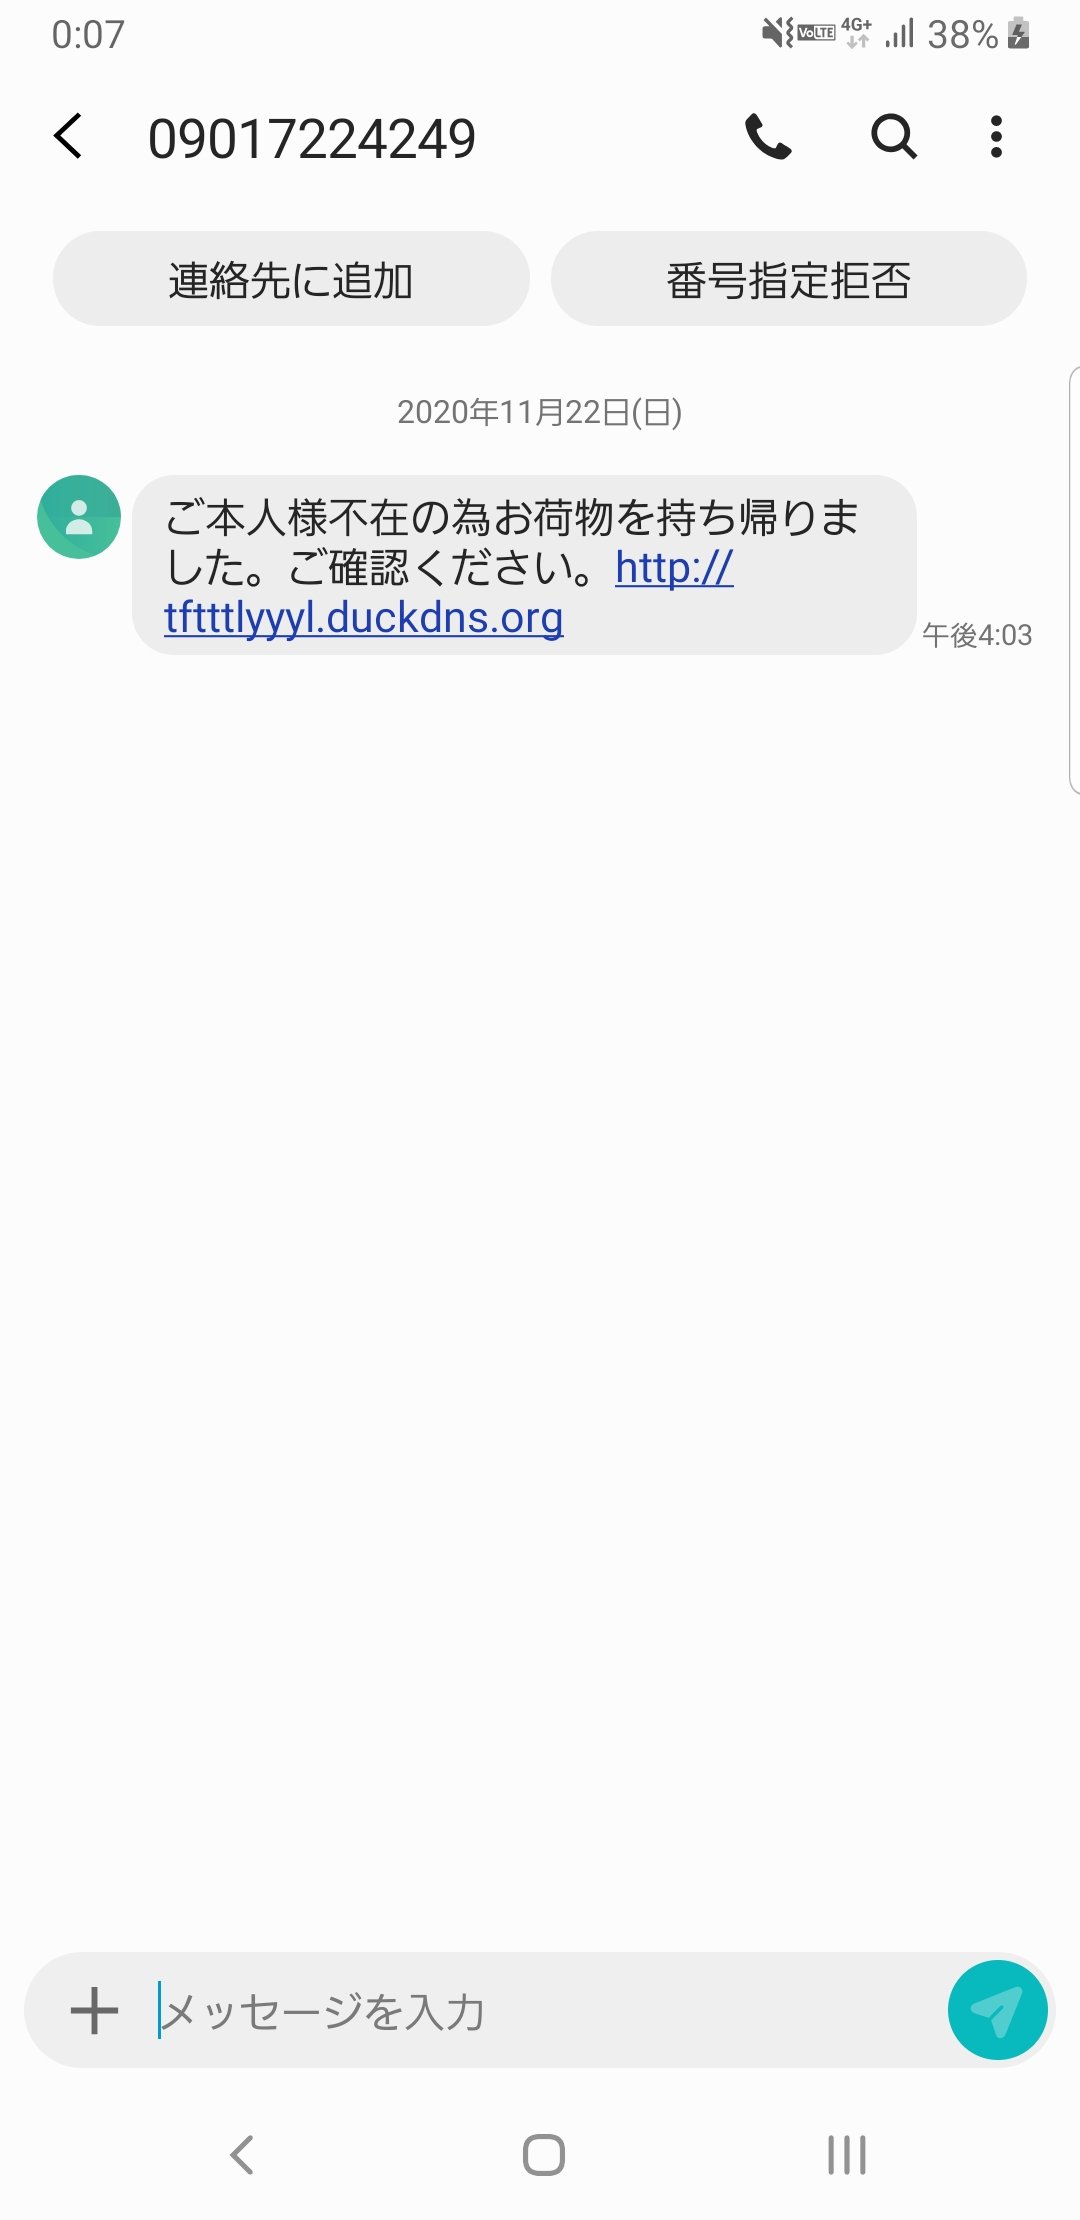 0:07
VoLTE 4G+ 38%
09017224249
連絡先に追加
番号指定拒否
2020年11月22日(日)
ご本人様不在の為お荷物を持ち帰りま
した。ご確認ください。http://
tftttlyyyl.duckdns.org
午後4:03
メッセージを入力